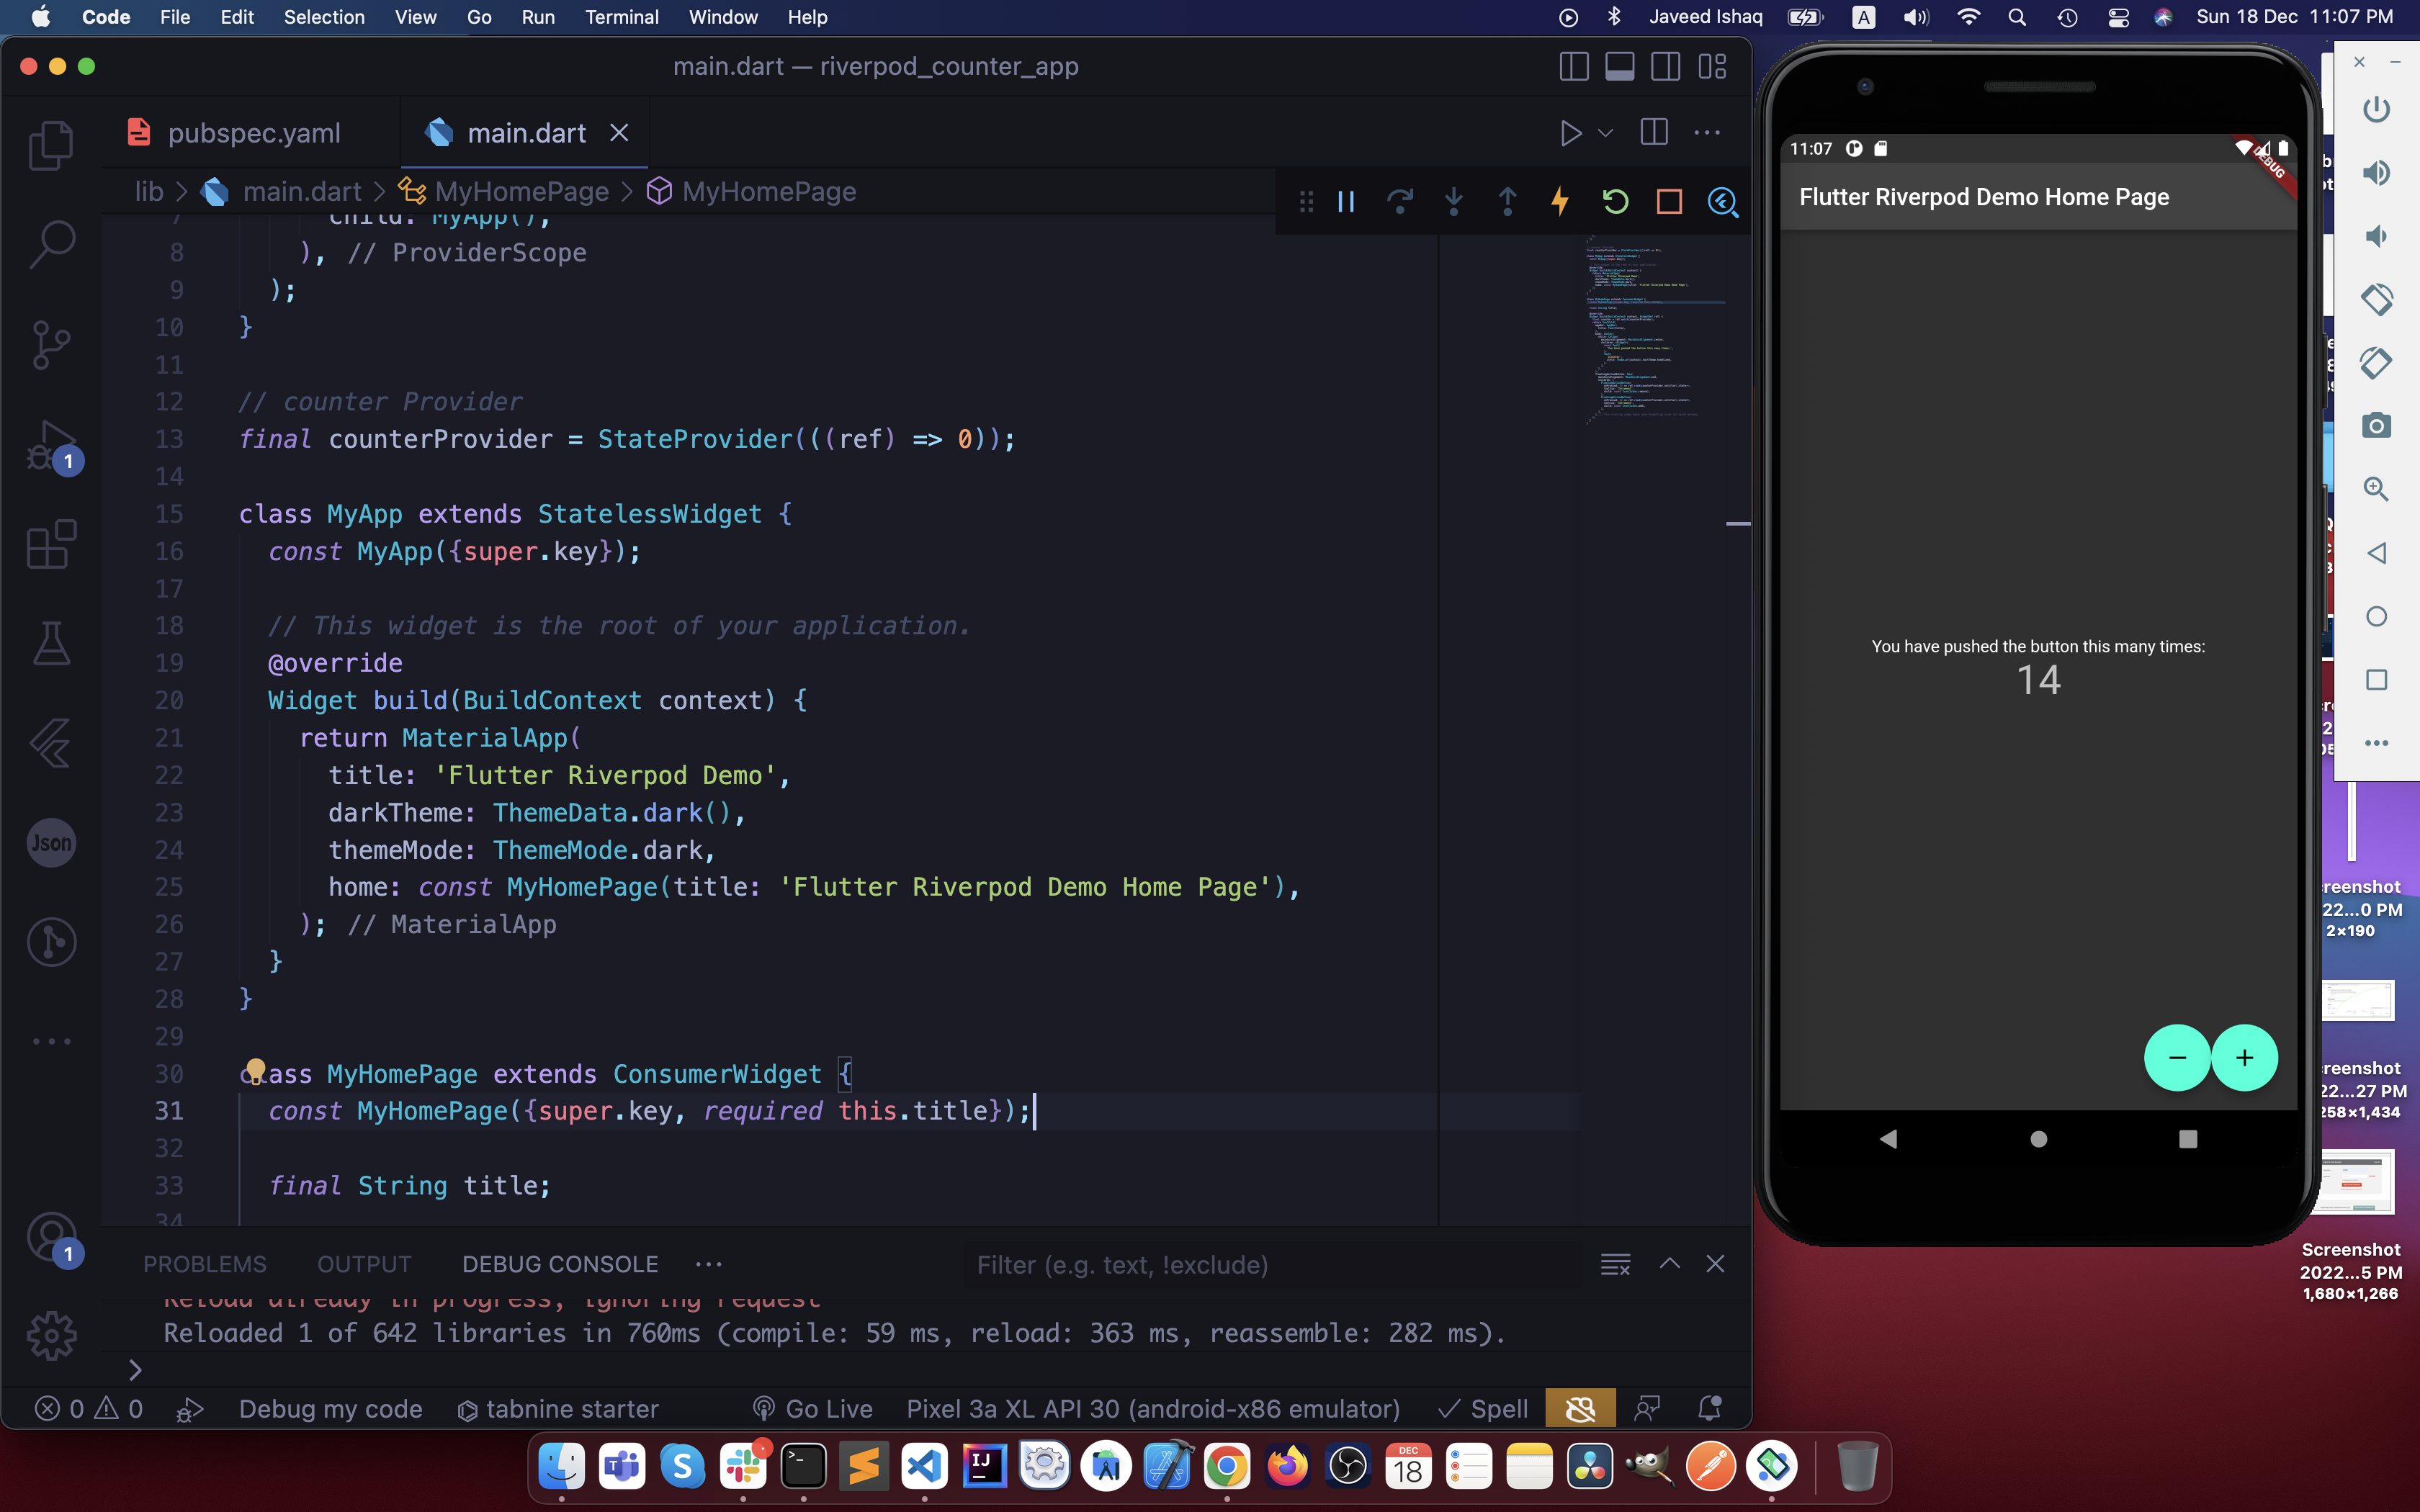 Code File Edit Selection View Go Run Terminal Window Help
Javeed Ishaq A Sun 18 Dec 11:07 PM
main.dart — riverpod_counter_app
pubspec.yaml
main.dart
lib > main.dart > MyHomePage > MyHomePage
7 child: MyApp(),
8 ), // ProviderScope
9 );
10 }
11
12 // counter Provider
13 final counterProvider = StateProvider(((ref) => 0));
14
15 class MyApp extends StatelessWidget {
16 const MyApp({super.key});
17
18 // This widget is the root of your application.
19 @override
20 Widget build(BuildContext context) {
21 return MaterialApp(
22 title: 'Flutter Riverpod Demo',
23 darkTheme: ThemeData.dark(),
24 themeMode: ThemeMode.dark,
25 home: const MyHomePage(title: 'Flutter Riverpod Demo Home Page'),
26 ); // MaterialApp
27 }
28 }
29
30 class MyHomePage extends ConsumerWidget {
31 const MyHomePage({super.key, required this.title});
32
33 final String title;
34
1
Json
1
PROBLEMS OUTPUT DEBUG CONSOLE
Filter (e.g. text, !exclude)
Reload already in progress, ignoring request
Reloaded 1 of 642 libraries in 760ms (compile: 59 ms, reload: 363 ms, reassemble: 282 ms).
>
0 0 Debug my code tabnine starter Go Live Pixel 3a XL API 30 (android-x86 emulator) Spell
11:07
DEBUG
Flutter Riverpod Demo Home Page
You have pushed the button this many times:
14
− +
reenshot
22...0 PM
2×190
reenshot
22...27 PM
258×1,434
Screenshot
2022...5 PM
1,680×1,266
T
S
IJ
DEC
18